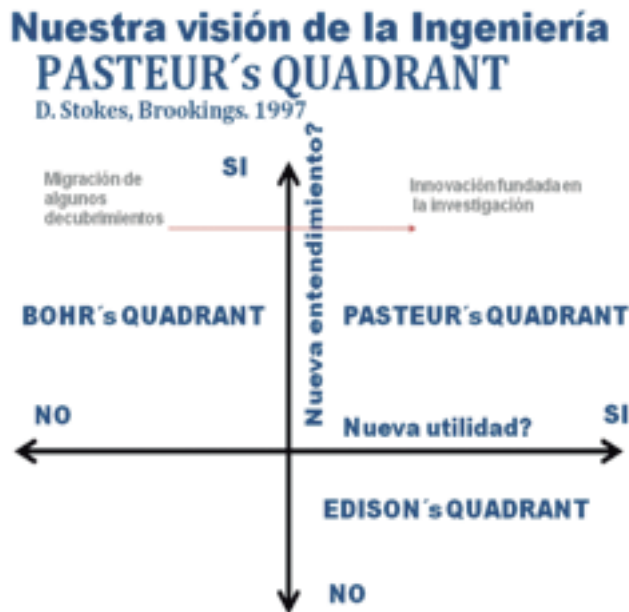 Nuestra visión de la Ingeniería
PASTEUR´s QUADRANT
D. Stokes, Brookings. 1997
SI
Nueva entendimiento?
Migración de
algunos
decubrimientos
Innovación fundada en
la investigación
BOHR´s QUADRANT
PASTEUR´s QUADRANT
NO
Nueva utilidad?
SI
EDISON´s QUADRANT
NO